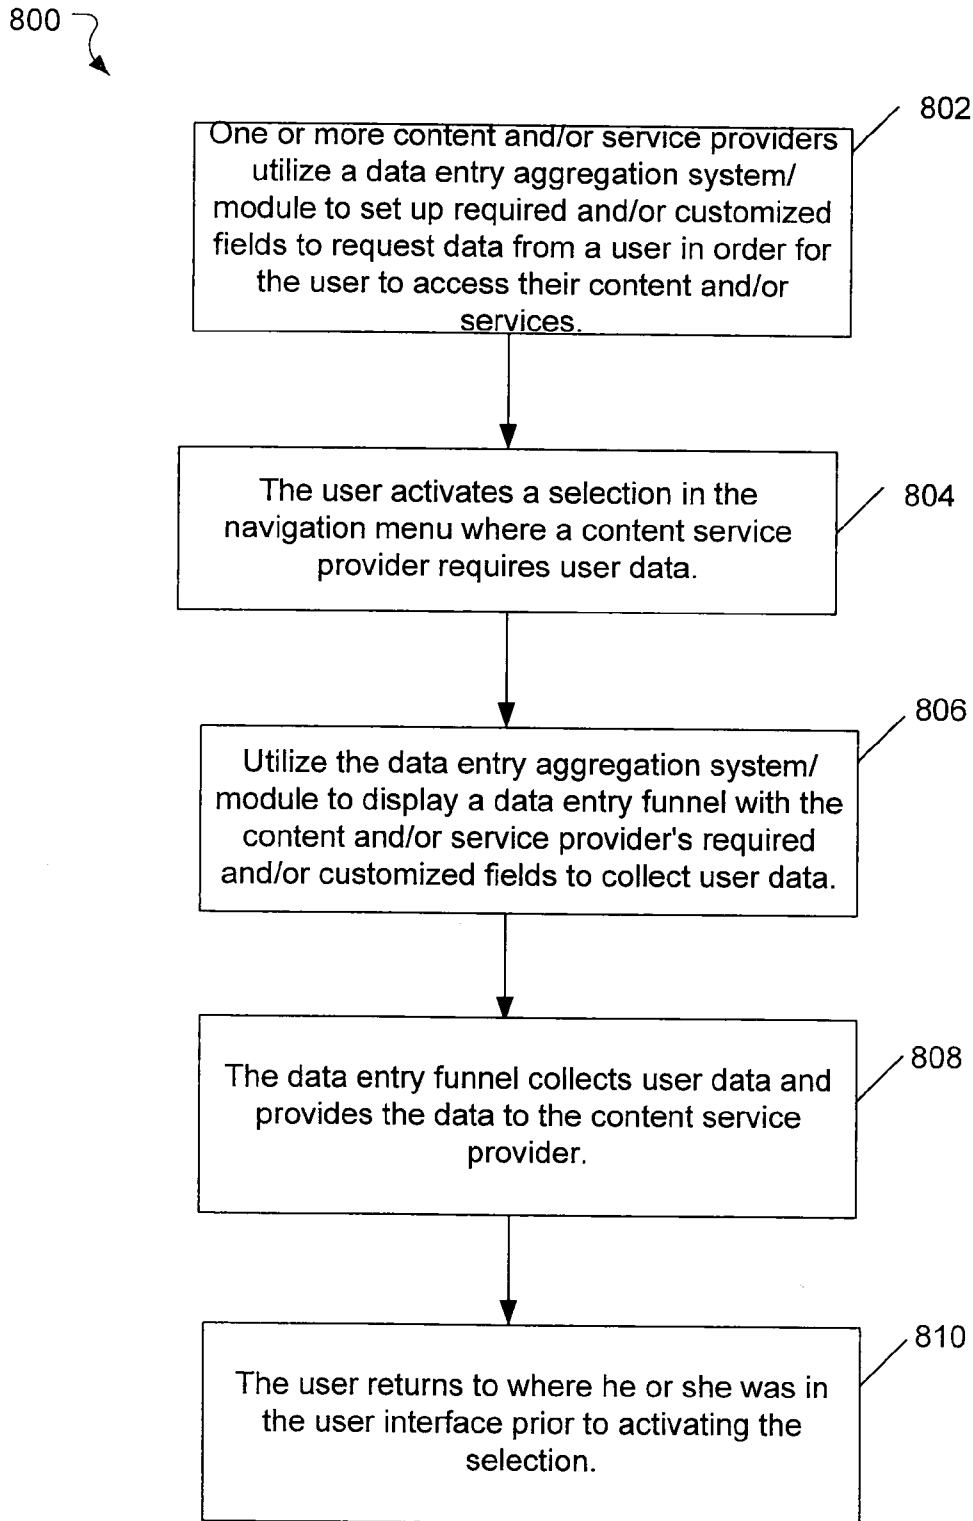 800
802
One or more content and/or service providers
utilize a data entry aggregation system/
module to set up required and/or customized
fields to request data from a user in order for
the user to access their content and/or
services.
804
The user activates a selection in the
navigation menu where a content service
provider requires user data.
806
Utilize the data entry aggregation system/
module to display a data entry funnel with the
content and/or service provider's required
and/or customized fields to collect user data.
808
The data entry funnel collects user data and
provides the data to the content service
provider.
810
The user returns to where he or she was in
the user interface prior to activating the
selection.